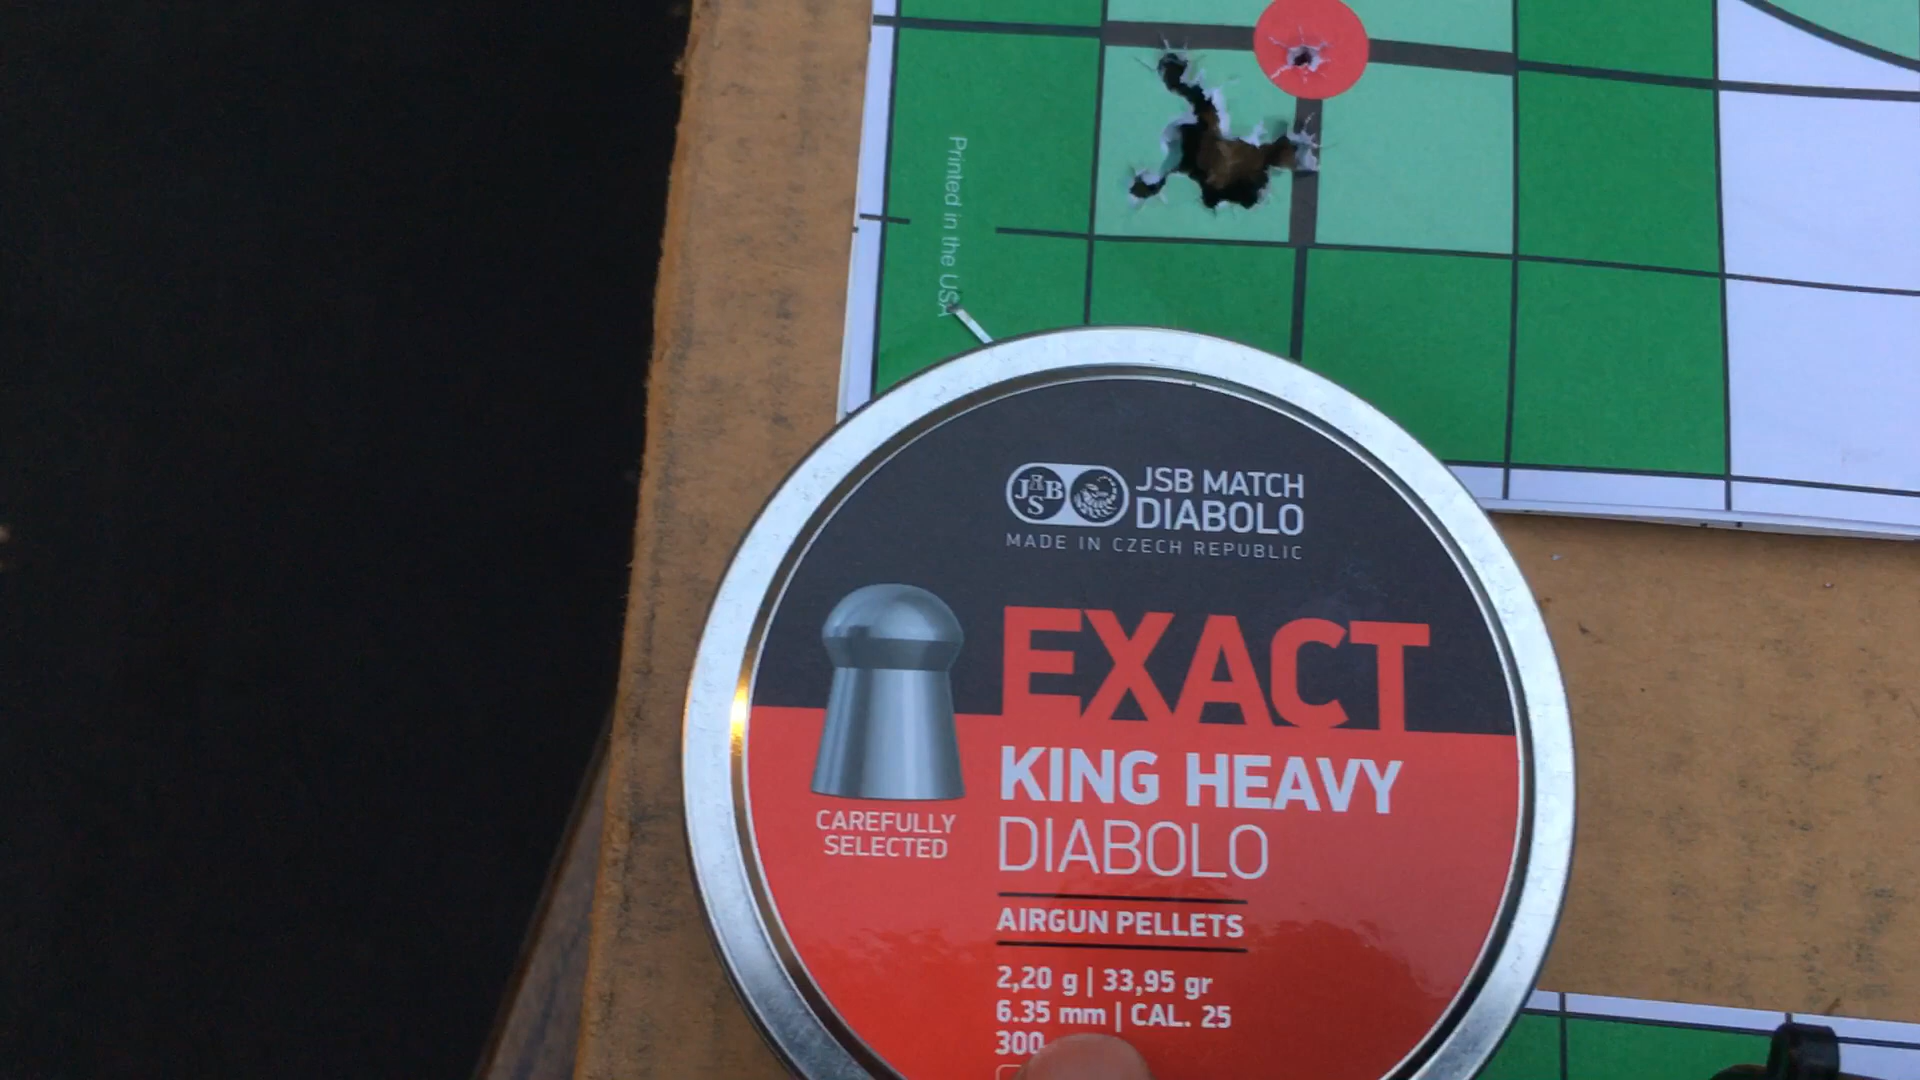 Printed in the USA
JSB
JSB MATCH
DIABOLO
MADE IN CZECH REPUBLIC
EXACT
KING HEAVY
DIABOLO
CAREFULLY
SELECTED
AIRGUN PELLETS
2,20 g | 33,95 gr
6.35 mm | CAL. 25
300